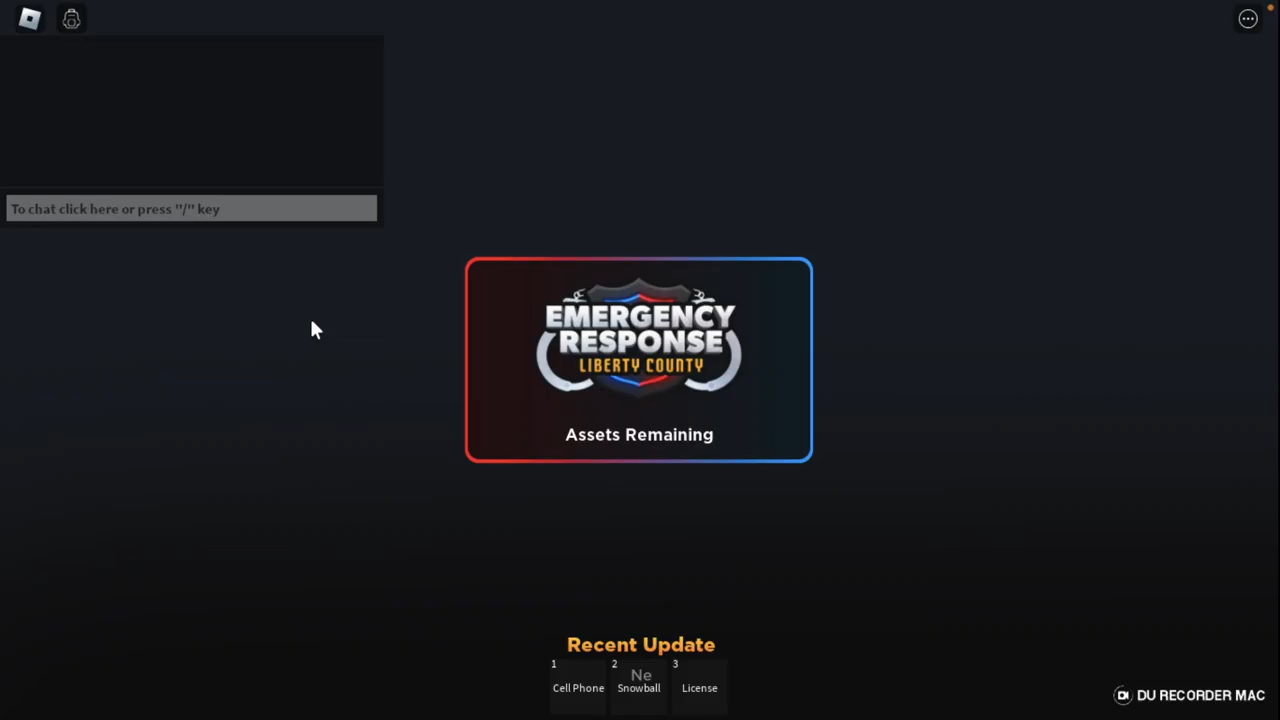 To chat click here or press "/" key
EMERGENCY
RESPONSE
LIBERTY COUNTY
Assets Remaining
Recent Update
1
2
3
Ne
Cell Phone
Snowball
License
DU RECORDER MAC